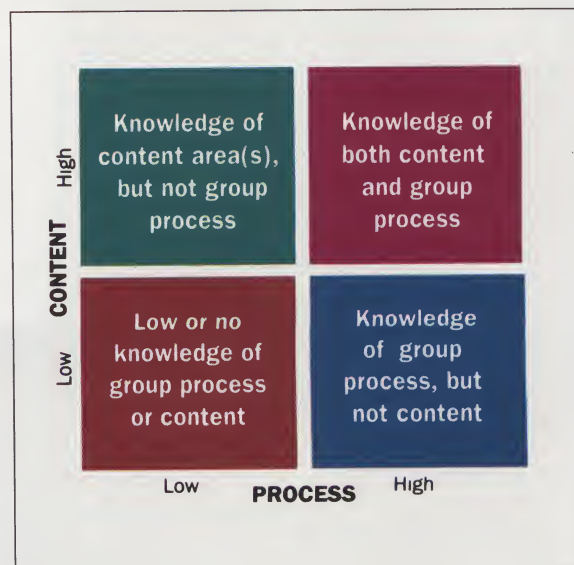 Knowledge of
content area(s),
but not group
process
Knowledge of
both content
and group
process
High
CONTENT
Low or no
knowledge of
group process
or content
Knowledge
of group
process, but
not content
Low
Low
PROCESS
High